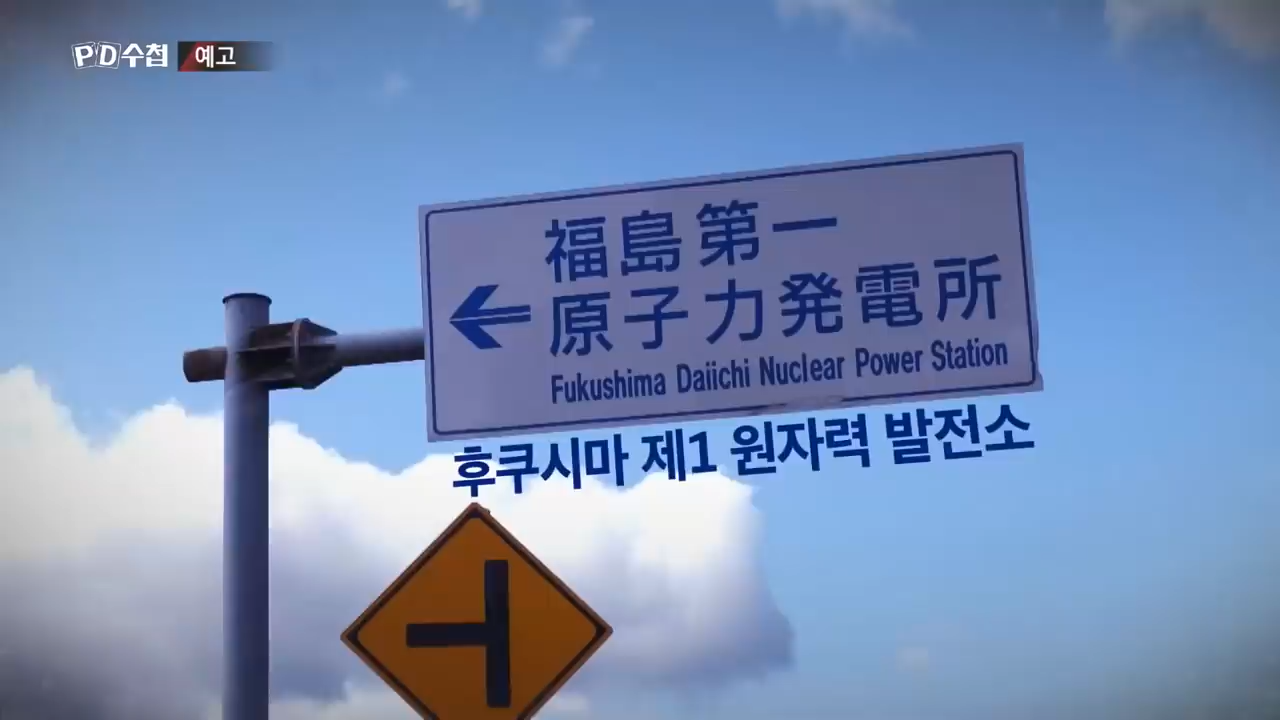 PD수첩 예고
福島第一
原子力発電所
Fukushima Daiichi Nuclear Power Station
후쿠시마 제1 원자력 발전소